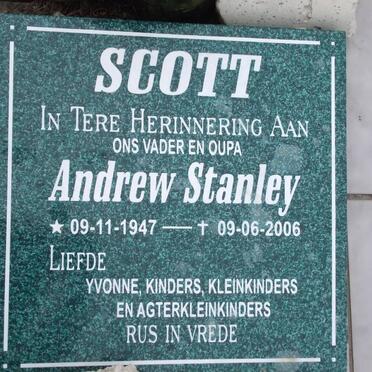 SCOTT
IN TERE HERINNERING AAN
ONS VADER EN OUPA
Andrew Stanley
★ 09-11-1947 — † 09-06-2006
LIEFDE
YVONNE, KINDERS, KLEINKINDERS
EN AGTERKLEINKINDERS
RUS IN VREDE